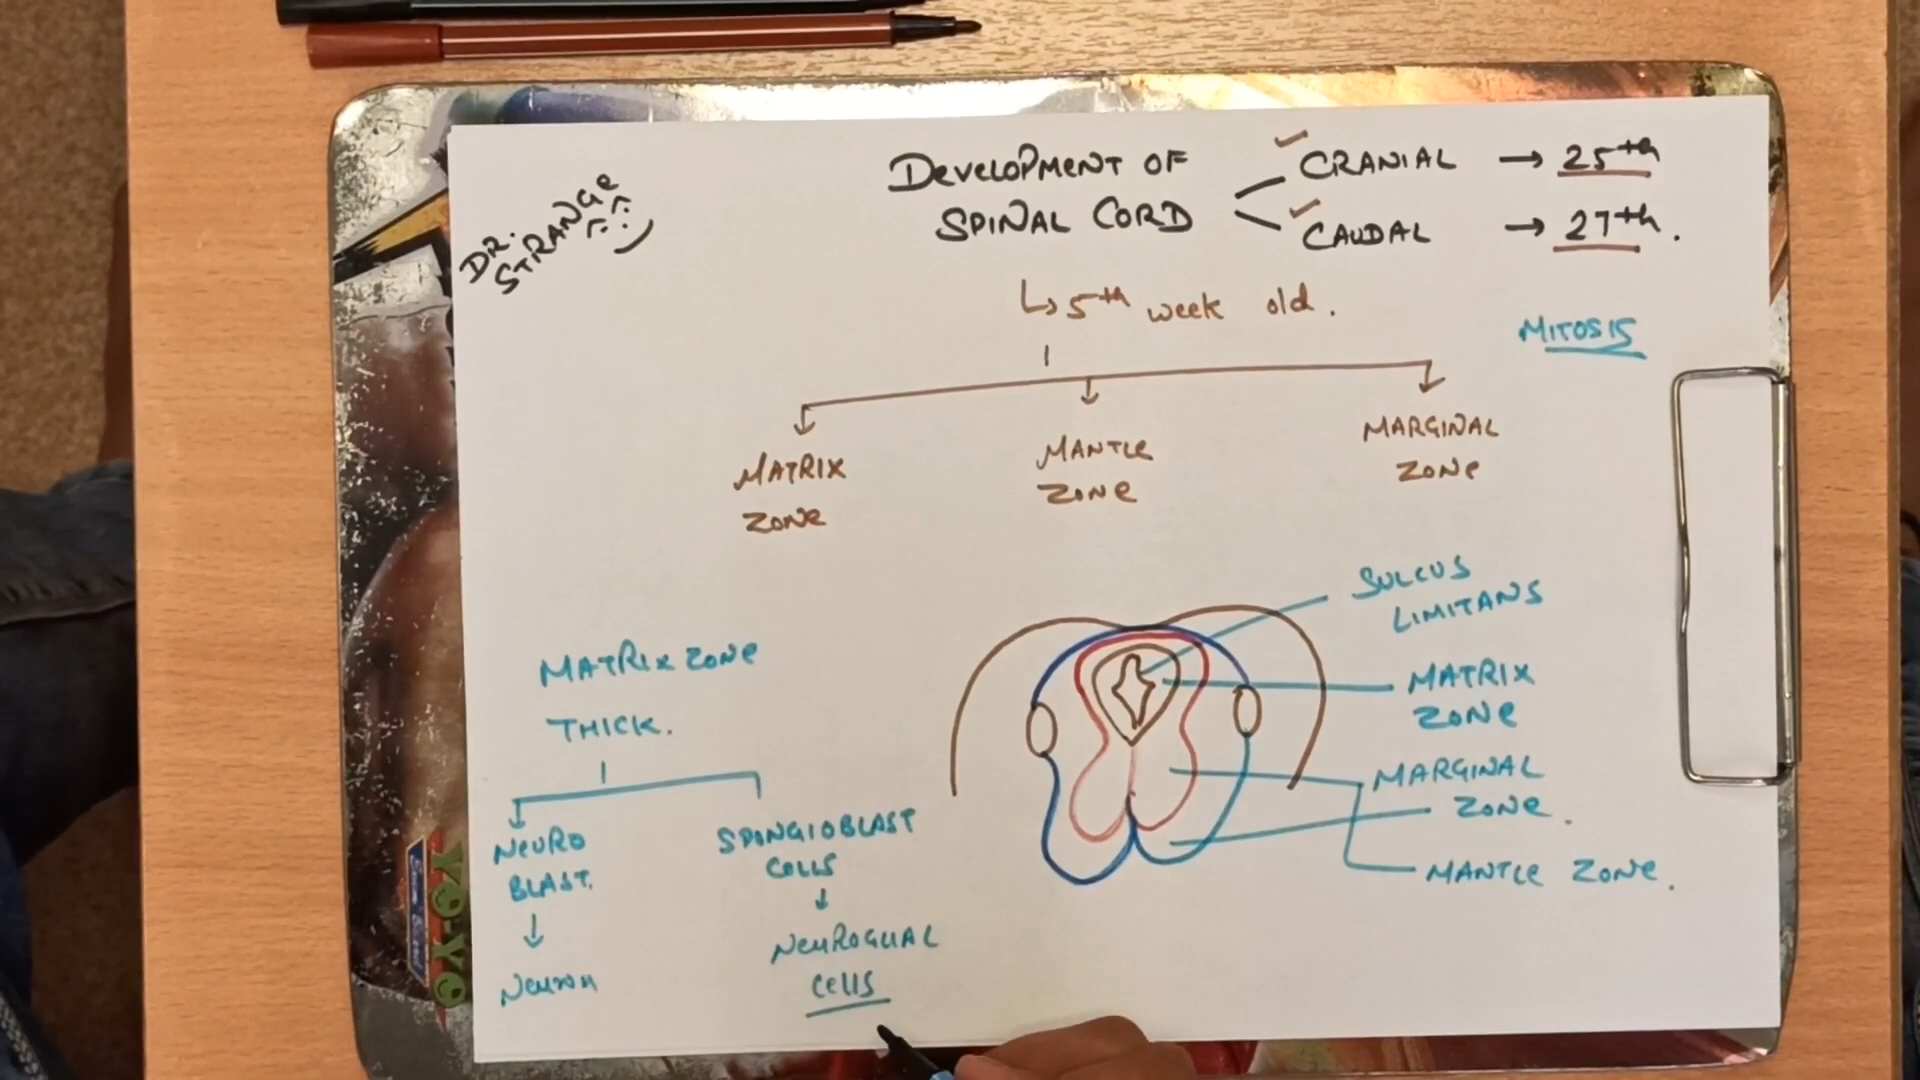 DR.
STRANGE
DEVELOPMENT OF
SPINAL CORD
CRANIAL → 25th
CAUDAL → 27th.
↳ 5th week old.
MITOSIS
MATRIX
ZONE
MANTLE
ZONE
MARGINAL
ZONE
SULCUS
LIMITANS
MATRIX
ZONE
MARGINAL
ZONE.
MANTLE ZONE.
MATRIX ZONE
THICK.
NEURO
BLAST.
↓
Neuron
SPONGIOBLAST
CELLS
↓
NEUROGLIAL
Cells
YO-YO